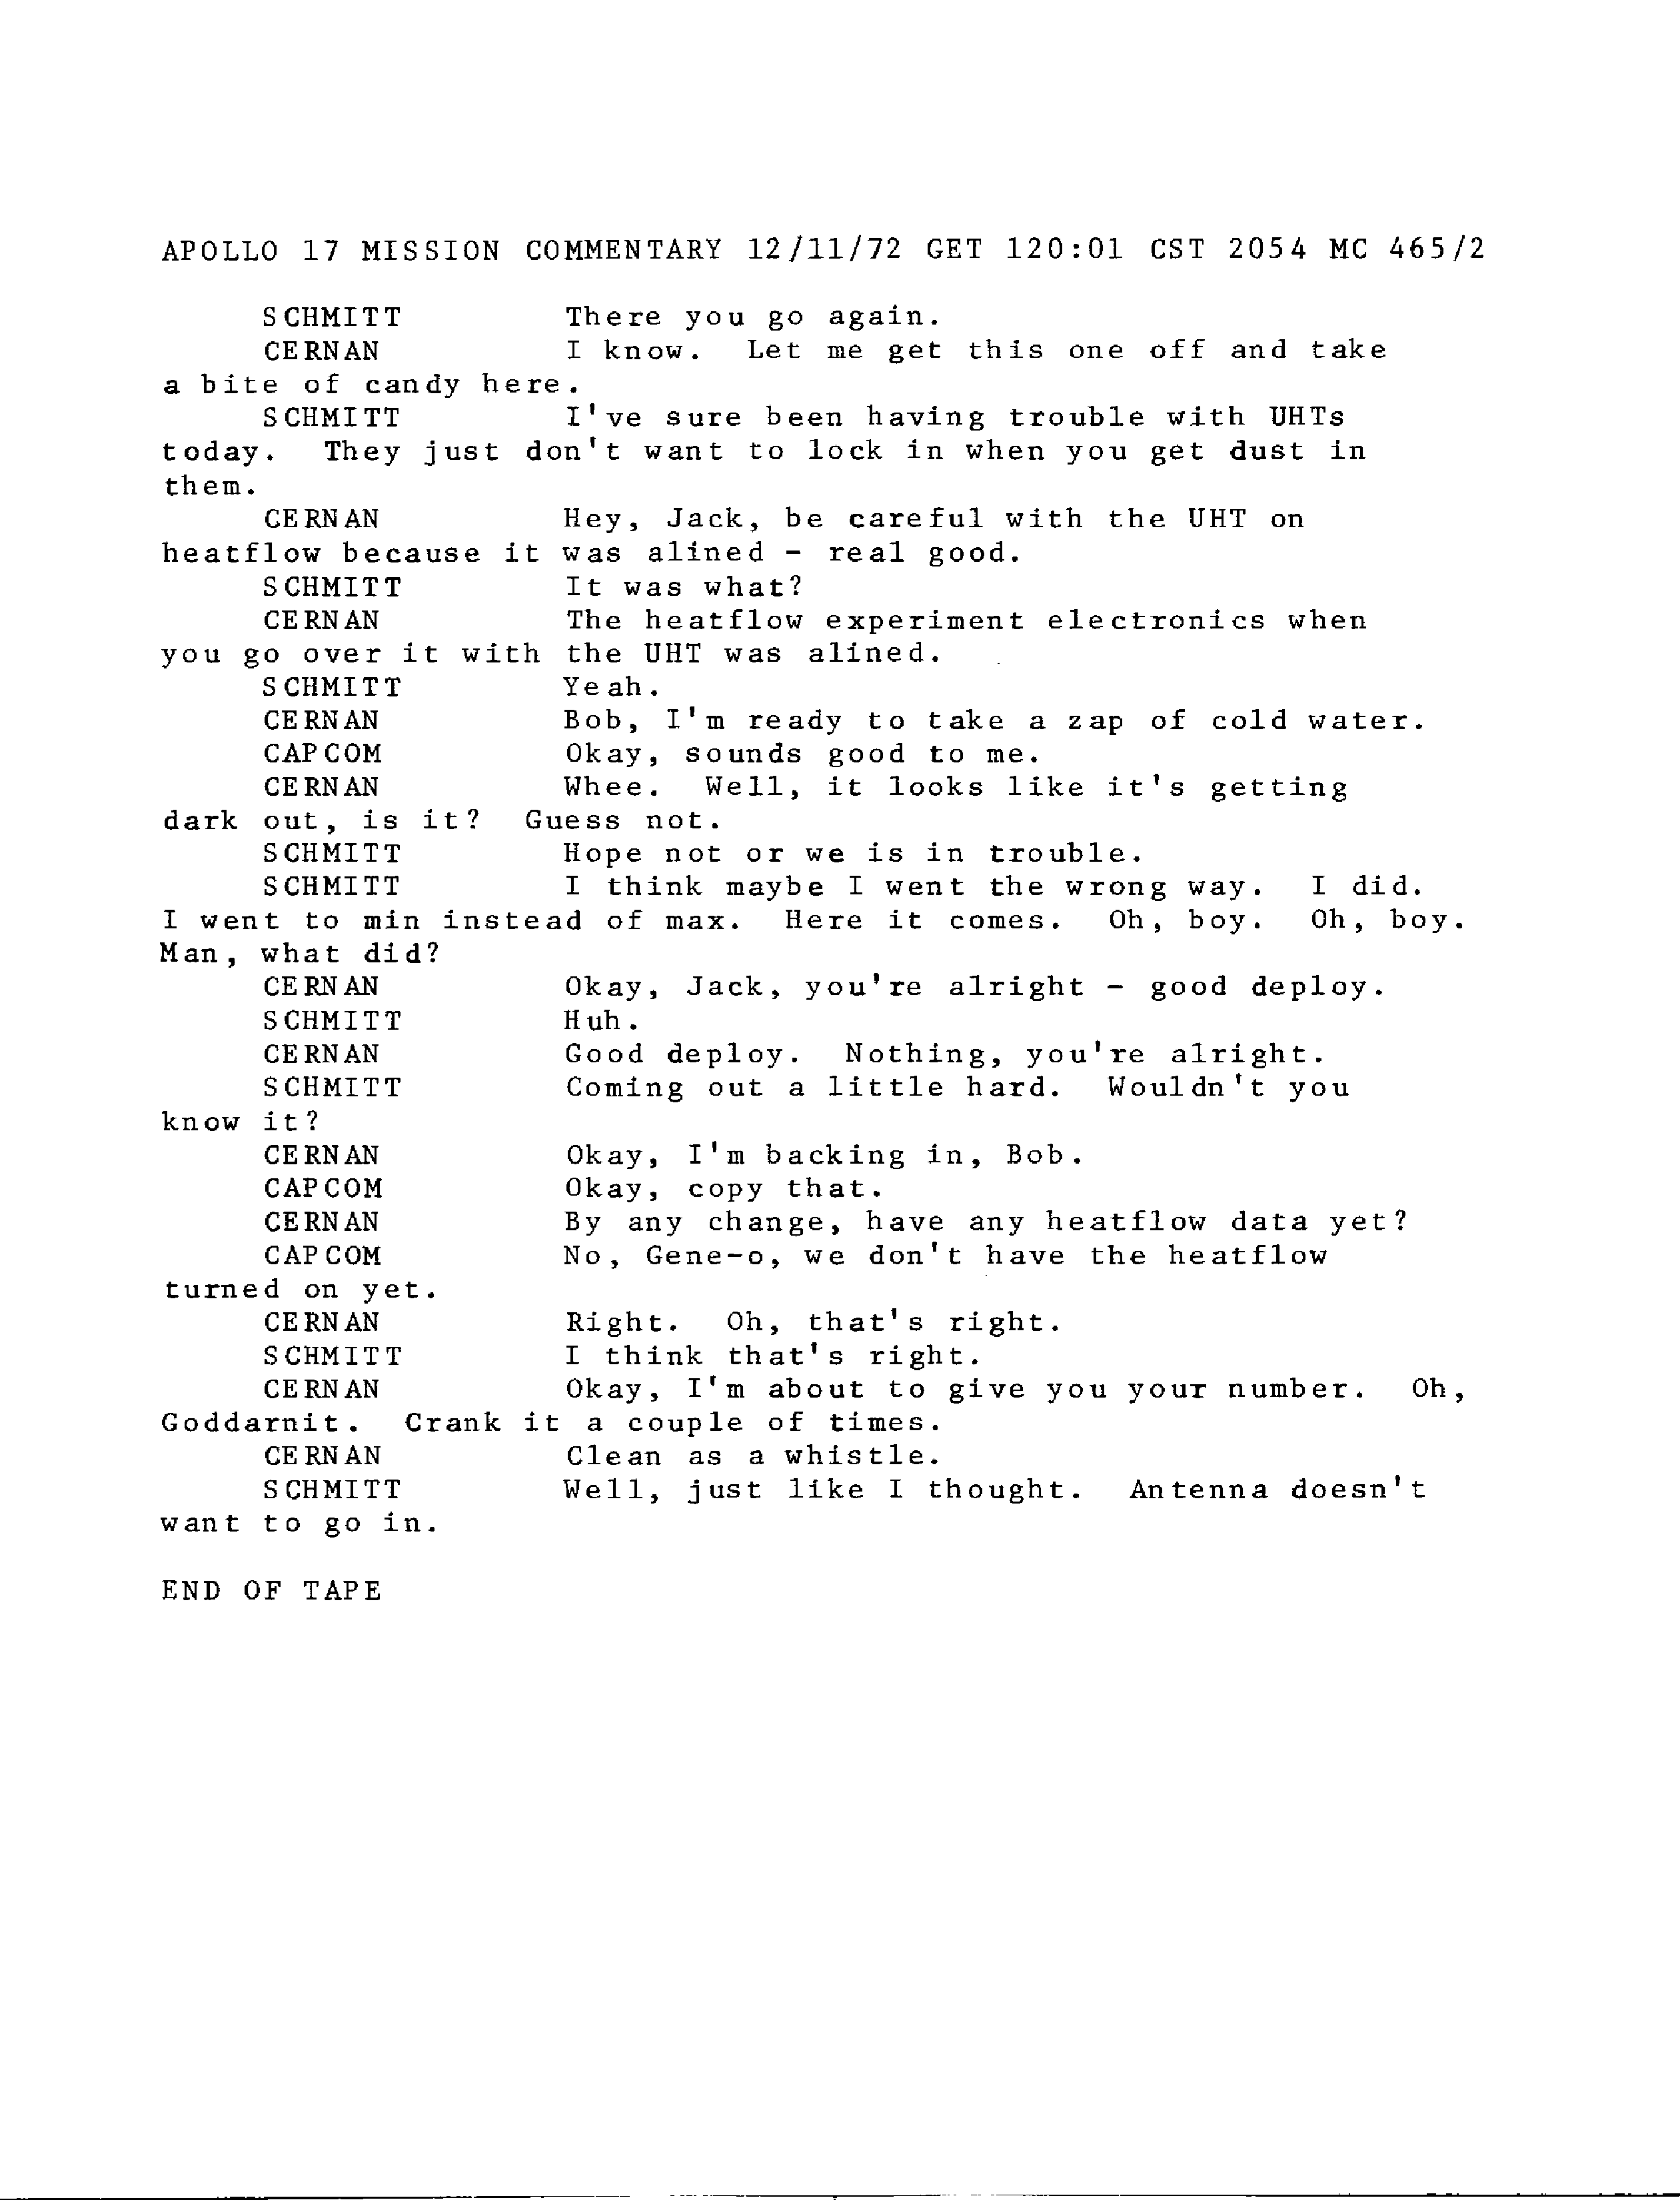 APOLLO 17 MISSION COMMENTARY 12/11/72 GET 120:01 CST 2054 MC 465/2
SCHMITT There you go again.
CERNAN I know. Let me get this one off and take
a bite of candy here.
SCHMITT I've sure been having trouble with UHTs
today. They just don't want to lock in when you get dust in
them.
CERNAN Hey, Jack, be careful with the UHT on
heatflow because it was alined - real good.
SCHMITT It was what?
CERNAN The heatflow experiment electronics when
you go over it with the UHT was alined.
SCHMITT Yeah.
CERNAN Bob, I'm ready to take a zap of cold water.
CAPCOM Okay, sounds good to me.
CERNAN Whee. Well, it looks like it's getting
dark out, is it? Guess not.
SCHMITT Hope not or we is in trouble.
SCHMITT I think maybe I went the wrong way. I did.
I went to min instead of max. Here it comes. Oh, boy. Oh, boy.
Man, what did?
CERNAN Okay, Jack, you're alright - good deploy.
SCHMITT Huh.
CERNAN Good deploy. Nothing, you're alright.
SCHMITT Coming out a little hard. Wouldn't you
know it?
CERNAN Okay, I'm backing in, Bob.
CAPCOM Okay, copy that.
CERNAN By any change, have any heatflow data yet?
CAPCOM No, Gene-o, we don't have the heatflow
turned on yet.
CERNAN Right. Oh, that's right.
SCHMITT I think that's right.
CERNAN Okay, I'm about to give you your number. Oh,
Goddarnit. Crank it a couple of times.
CERNAN Clean as a whistle.
SCHMITT Well, just like I thought. Antenna doesn't
want to go in.
END OF TAPE